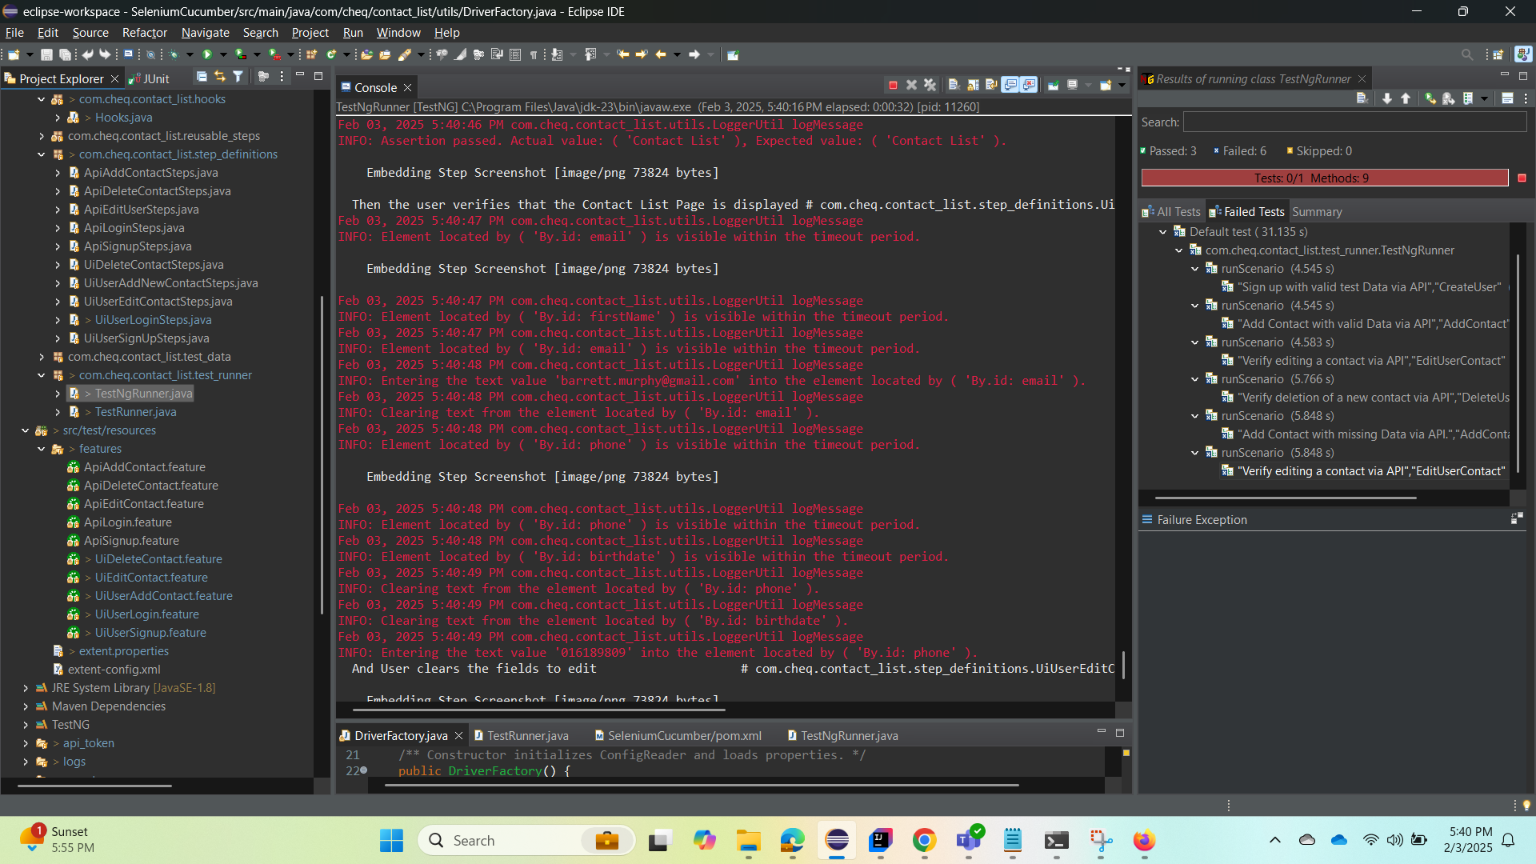 eclipse-workspace - SeleniumCucumber/src/main/java/com/cheq/contact_list/utils/DriverFactory.java - Eclipse IDE
File Edit Source Refactor Navigate Search Project Run Window Help
Project Explorer
JUnit
> com.cheq.contact_list.hooks
> Hooks.java
com.cheq.contact_list.reusable_steps
> com.cheq.contact_list.step_definitions
ApiAddContactSteps.java
ApiDeleteContactSteps.java
ApiEditUserSteps.java
ApiLoginSteps.java
ApiSignupSteps.java
UiDeleteContactSteps.java
UiUserAddNewContactSteps.java
UiUserEditContactSteps.java
> UiUserLoginSteps.java
UiUserSignUpSteps.java
com.cheq.contact_list.test_data
> com.cheq.contact_list.test_runner
> TestNgRunner.java
> TestRunner.java
> src/test/resources
> features
ApiAddContact.feature
ApiDeleteContact.feature
ApiEditContact.feature
ApiLogin.feature
ApiSignup.feature
> UiDeleteContact.feature
> UiEditContact.feature
> UiUserAddContact.feature
> UiUserLogin.feature
> UiUserSignup.feature
> extent.properties
extent-config.xml
JRE System Library [JavaSE-1.8]
Maven Dependencies
TestNG
> api_token
> logs
Console
TestNgRunner [TestNG] C:\Program Files\Java\jdk-23\bin\javaw.exe (Feb 3, 2025, 5:40:16 PM elapsed: 0:00:32) [pid: 11260]
Feb 03, 2025 5:40:46 PM com.cheq.contact_list.utils.LoggerUtil logMessage
INFO: Assertion passed. Actual value: ( 'Contact List' ), Expected value: ( 'Contact List' ).
Embedding Step Screenshot [image/png 73824 bytes]
Then the user verifies that the Contact List Page is displayed # com.cheq.contact_list.step_definitions.Ui
Feb 03, 2025 5:40:47 PM com.cheq.contact_list.utils.LoggerUtil logMessage
INFO: Element located by ( 'By.id: email' ) is visible within the timeout period.
Embedding Step Screenshot [image/png 73824 bytes]
Feb 03, 2025 5:40:47 PM com.cheq.contact_list.utils.LoggerUtil logMessage
INFO: Element located by ( 'By.id: firstName' ) is visible within the timeout period.
Feb 03, 2025 5:40:47 PM com.cheq.contact_list.utils.LoggerUtil logMessage
INFO: Element located by ( 'By.id: email' ) is visible within the timeout period.
Feb 03, 2025 5:40:48 PM com.cheq.contact_list.utils.LoggerUtil logMessage
INFO: Entering the text value 'barrett.murphy@gmail.com' into the element located by ( 'By.id: email' ).
Feb 03, 2025 5:40:48 PM com.cheq.contact_list.utils.LoggerUtil logMessage
INFO: Clearing text from the element located by ( 'By.id: email' ).
Feb 03, 2025 5:40:48 PM com.cheq.contact_list.utils.LoggerUtil logMessage
INFO: Element located by ( 'By.id: phone' ) is visible within the timeout period.
Embedding Step Screenshot [image/png 73824 bytes]
Feb 03, 2025 5:40:48 PM com.cheq.contact_list.utils.LoggerUtil logMessage
INFO: Element located by ( 'By.id: phone' ) is visible within the timeout period.
Feb 03, 2025 5:40:48 PM com.cheq.contact_list.utils.LoggerUtil logMessage
INFO: Element located by ( 'By.id: birthdate' ) is visible within the timeout period.
Feb 03, 2025 5:40:49 PM com.cheq.contact_list.utils.LoggerUtil logMessage
INFO: Clearing text from the element located by ( 'By.id: phone' ).
Feb 03, 2025 5:40:49 PM com.cheq.contact_list.utils.LoggerUtil logMessage
INFO: Clearing text from the element located by ( 'By.id: birthdate' ).
Feb 03, 2025 5:40:49 PM com.cheq.contact_list.utils.LoggerUtil logMessage
INFO: Entering the text value '016189809' into the element located by ( 'By.id: phone' ).
And User clears the fields to edit # com.cheq.contact_list.step_definitions.UiUserEditC
Embedding Step Screenshot [image/png 73824 bytes]
DriverFactory.java
TestRunner.java
SeleniumCucumber/pom.xml
TestNgRunner.java
21 /** Constructor initializes ConfigReader and loads properties. */
22 public DriverFactory() {
Results of running class TestNgRunner
Search:
Passed: 3 Failed: 6 Skipped: 0
Tests: 0/1 Methods: 9
All Tests Failed Tests Summary
Default test ( 31.135 s)
com.cheq.contact_list.test_runner.TestNgRunner
runScenario (4.545 s)
"Sign up with valid test Data via API","CreateUser"
runScenario (4.545 s)
"Add Contact with valid Data via API","AddContact"
runScenario (4.583 s)
"Verify editing a contact via API","EditUserContact"
runScenario (5.766 s)
"Verify deletion of a new contact via API","DeleteUs
runScenario (5.848 s)
"Add Contact with missing Data via API.","AddConta
runScenario (5.848 s)
"Verify editing a contact via API","EditUserContact"
Failure Exception
1
Sunset
5:55 PM
Search
5:40 PM
2/3/2025